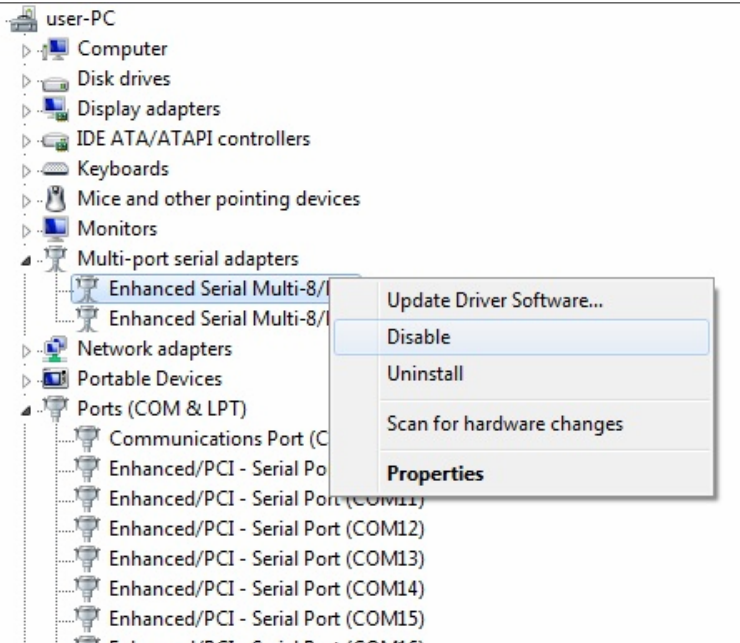 user-PC
Computer
Disk drives
Display adapters
IDE ATA/ATAPI controllers
Keyboards
Mice and other pointing devices
Monitors
Multi-port serial adapters
Enhanced Serial Multi-8/
Enhanced Serial Multi-8/
Network adapters
Portable Devices
Ports (COM & LPT)
Communications Port (C
Enhanced/PCI - Serial Po
Enhanced/PCI - Serial Port (COM11)
Enhanced/PCI - Serial Port (COM12)
Enhanced/PCI - Serial Port (COM13)
Enhanced/PCI - Serial Port (COM14)
Enhanced/PCI - Serial Port (COM15)
Update Driver Software...
Disable
Uninstall
Scan for hardware changes
Properties